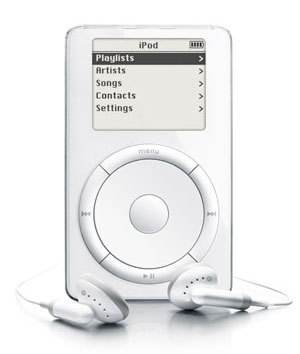 iPod
Playlists >
Artists >
Songs >
Contacts >
Settings >
menu